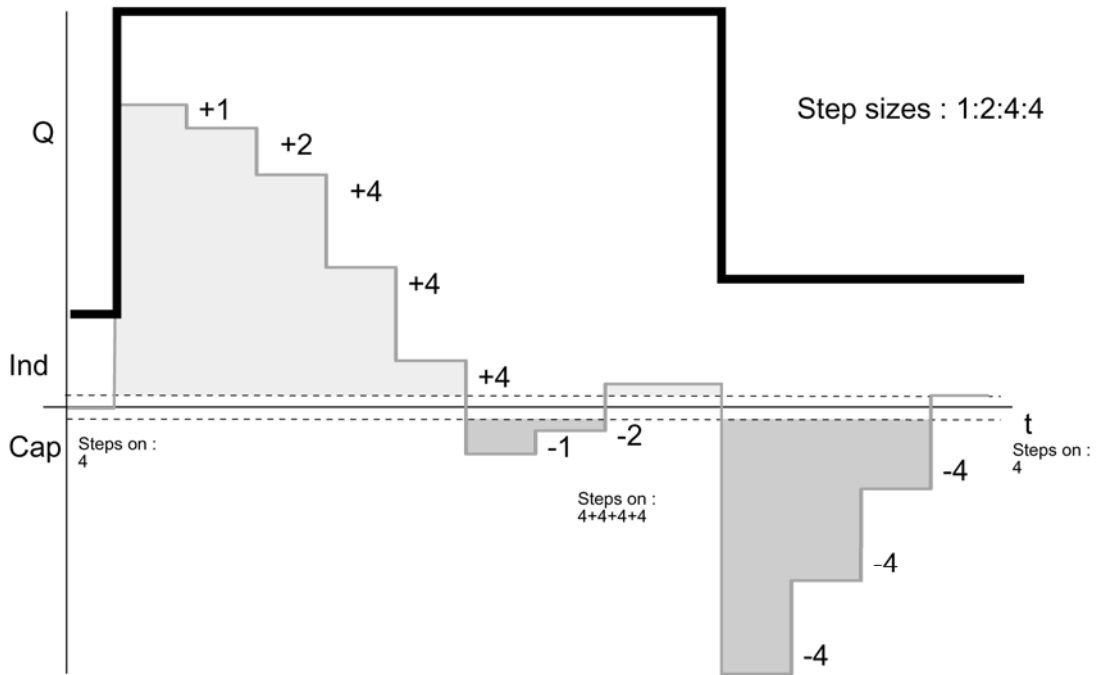 Q
+1
+2
+4
+4
+4
Step sizes : 1:2:4:4
Ind
Cap
Steps on :
4
-1
-2
Steps on :
4+4+4+4
-4
-4
-4
t
Steps on :
4